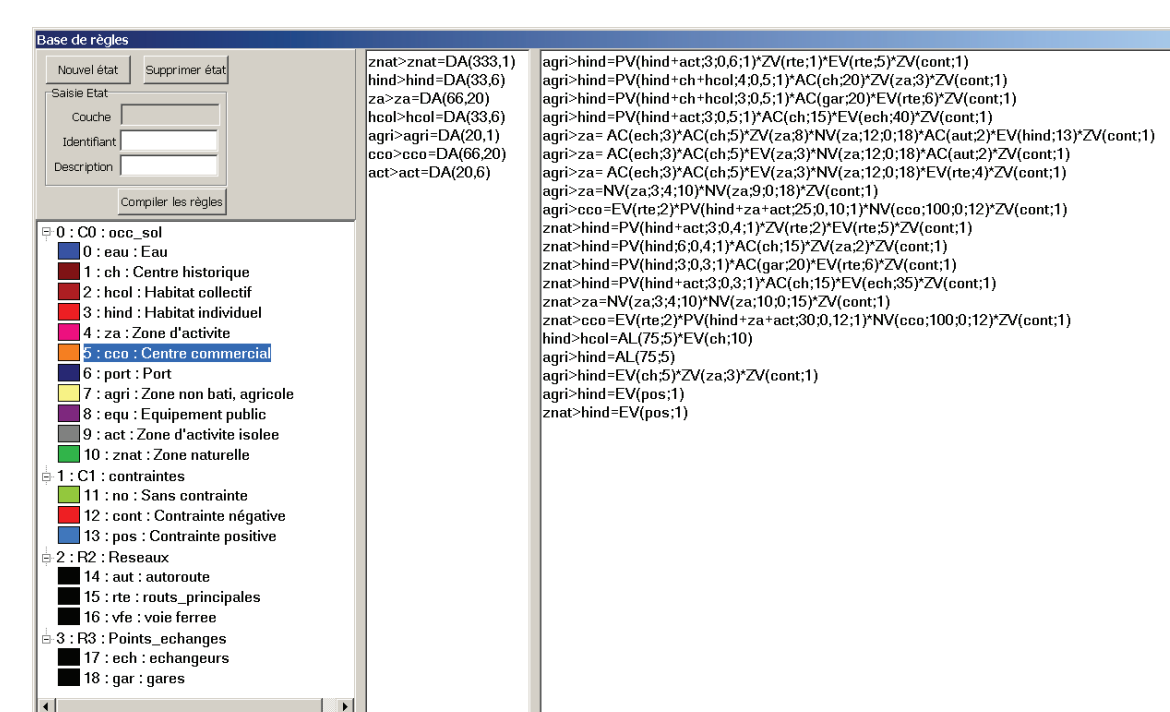 Base de règles
Nouvel état
Supprimer état
Saisie Etat
Couche
Identifiant
Description
Compiler les règles
0 : C0 : occ_sol
0 : eau : Eau
1 : ch : Centre historique
2 : hcol : Habitat collectif
3 : hind : Habitat individuel
4 : za : Zone d'activite
5 : cco : Centre commercial
6 : port : Port
7 : agri : Zone non bati, agricole
8 : equ : Equipement public
9 : act : Zone d'activite isolee
10 : znat : Zone naturelle
1 : C1 : contraintes
11 : no : Sans contrainte
12 : cont : Contrainte négative
13 : pos : Contrainte positive
2 : R2 : Reseaux
14 : aut : autoroute
15 : rte : routs_principales
16 : vfe : voie ferree
3 : R3 : Points_echanges
17 : ech : echangeurs
18 : gar : gares
znat>znat=DA(333,1)
hind>hind=DA(33,6)
za>za=DA(66,20)
hcol>hcol=DA(33,6)
agri>agri=DA(20,1)
cco>cco=DA(66,20)
act>act=DA(20,6)
agri>hind=PV(hind+act;3;0,6;1)*ZV(rte;1)*EV(rte;5)*ZV(cont;1)
agri>hind=PV(hind+ch+hcol;4;0,5;1)*AC(ch;20)*ZV(za;3)*ZV(cont;1)
agri>hind=PV(hind+ch+hcol;3;0,5;1)*AC(gar;20)*EV(rte;6)*ZV(cont;1)
agri>hind=PV(hind+act;3;0,5;1)*AC(ch;15)*EV(ech;40)*ZV(cont;1)
agri>za= AC(ech;3)*AC(ch;5)*ZV(za;8)*NV(za;12;0;18)*AC(aut;2)*EV(hind;13)*ZV(cont;1)
agri>za= AC(ech;3)*AC(ch;5)*EV(za;3)*NV(za;12;0;18)*AC(aut;2)*ZV(cont;1)
agri>za= AC(ech;3)*AC(ch;5)*EV(za;3)*NV(za;12;0;18)*EV(rte;4)*ZV(cont;1)
agri>za=NV(za;3;4;10)*NV(za;9;0;18)*ZV(cont;1)
agri>cco=EV(rte;2)*PV(hind+za+act;25;0,10;1)*NV(cco;100;0;12)*ZV(cont;1)
znat>hind=PV(hind+act;3;0,4;1)*ZV(rte;2)*EV(rte;5)*ZV(cont;1)
znat>hind=PV(hind;6;0,4;1)*AC(ch;15)*ZV(za;2)*ZV(cont;1)
znat>hind=PV(hind;3;0,3;1)*AC(gar;20)*EV(rte;6)*ZV(cont;1)
znat>hind=PV(hind+act;3;0,3;1)*AC(ch;15)*EV(ech;35)*ZV(cont;1)
znat>za=NV(za;3;4;10)*NV(za;10;0;15)*ZV(cont;1)
znat>cco=EV(rte;2)*PV(hind+za+act;30;0,12;1)*NV(cco;100;0;12)*ZV(cont;1)
hind>hcol=AL(75;5)*EV(ch;10)
agri>hind=AL(75;5)
agri>hind=EV(ch;5)*ZV(za;3)*ZV(cont;1)
agri>hind=EV(pos;1)
znat>hind=EV(pos;1)